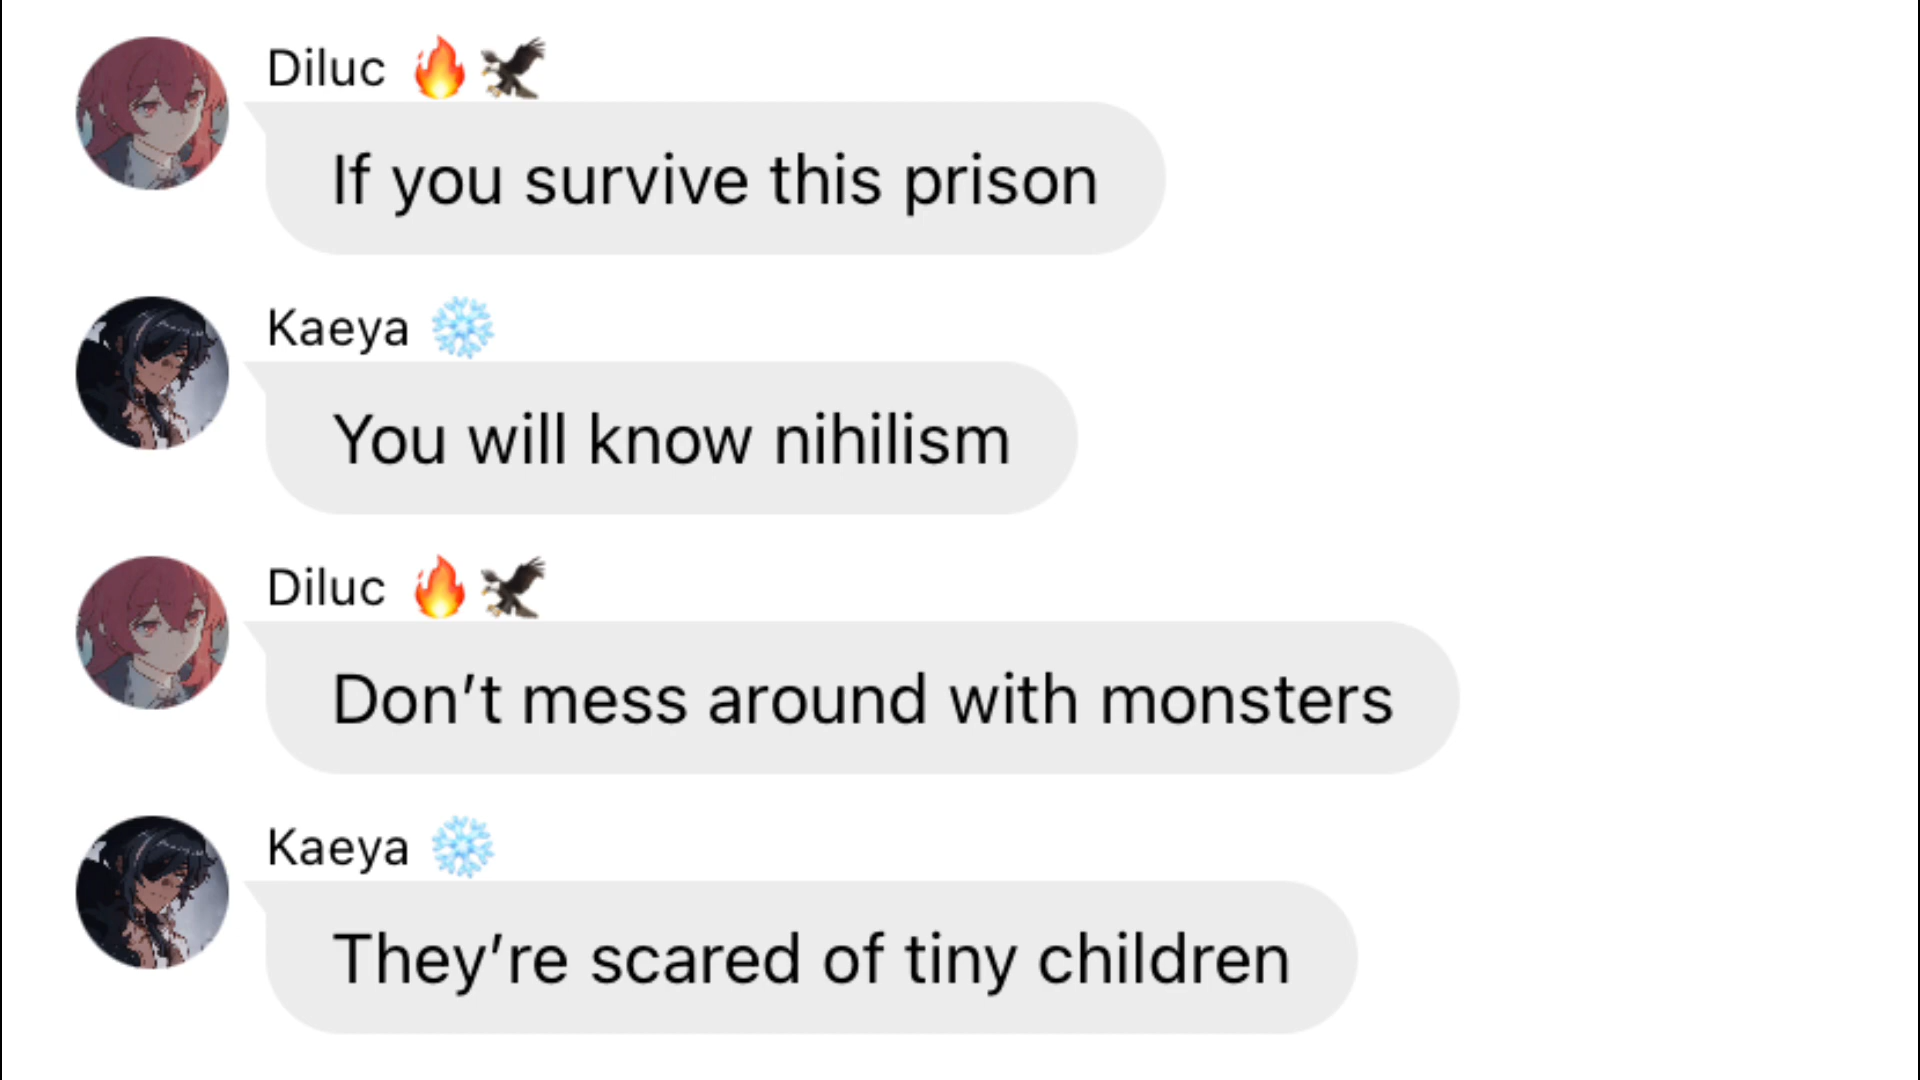 Diluc 🔥🦅
If you survive this prison
Kaeya ❄️
You will know nihilism
Diluc 🔥🦅
Don’t mess around with monsters
Kaeya ❄️
They’re scared of tiny children